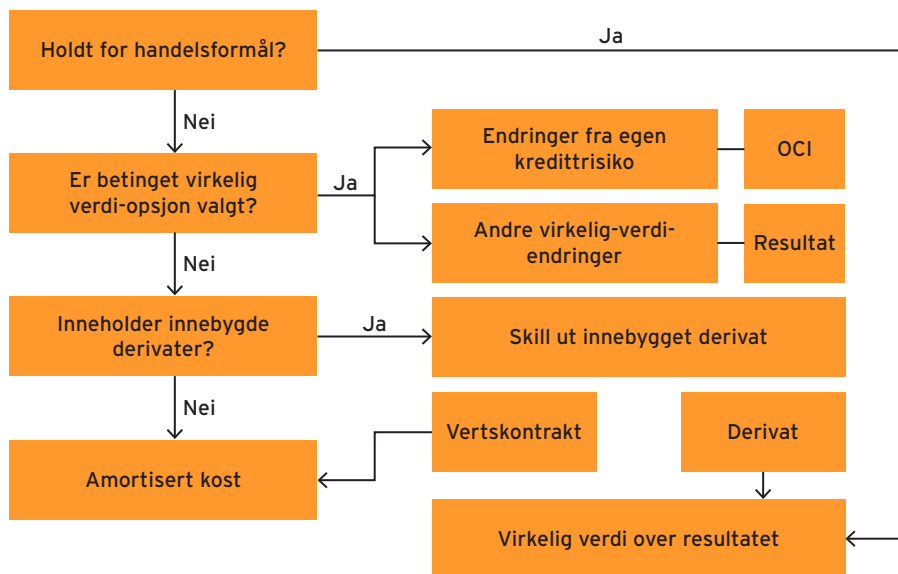 Holdt for handelsformål?
Ja
Nei
Er betinget virkelig
verdi-opsjon valgt?
Ja
Endringer fra egen
kredittrisiko
OCI
Andre virkelig-verdi-
endringer
Resultat
Nei
Inneholder innebygde
derivater?
Ja
Skill ut innebygget derivat
Nei
Vertskontrakt
Derivat
Amortisert kost
Virkelig verdi over resultatet